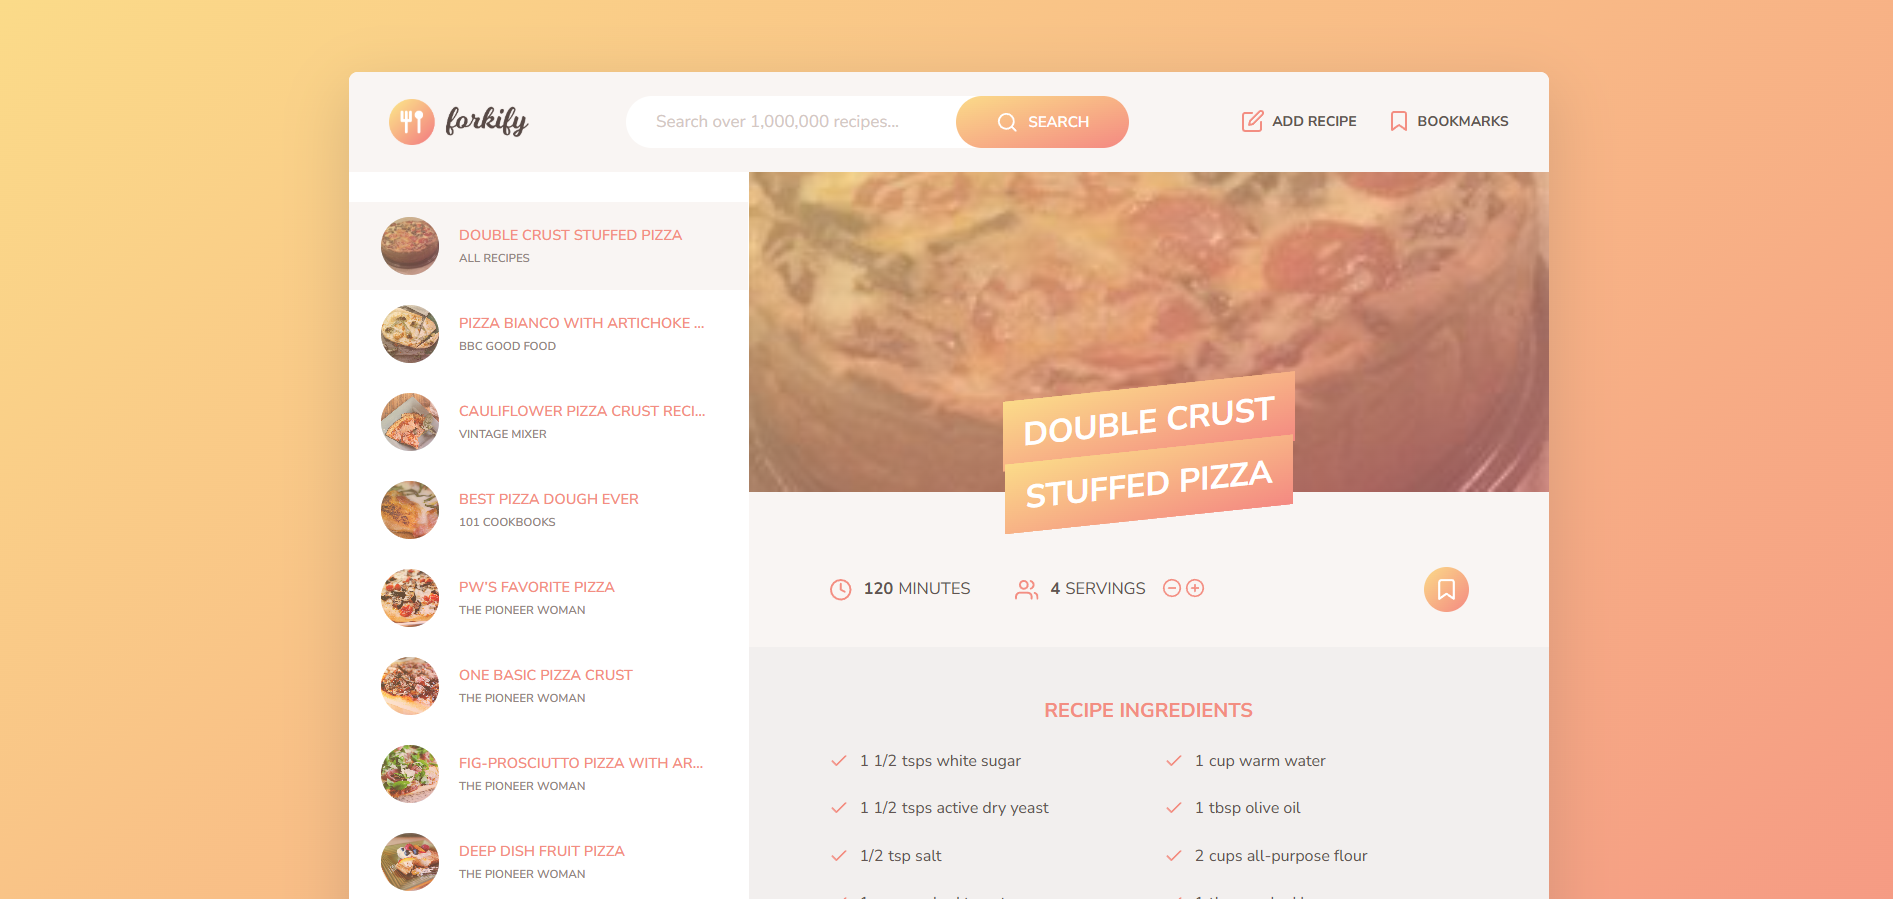 forkify
Search over 1,000,000 recipes...
SEARCH
ADD RECIPE
BOOKMARKS
DOUBLE CRUST STUFFED PIZZA
ALL RECIPES
PIZZA BIANCO WITH ARTICHOKE ...
BBC GOOD FOOD
CAULIFLOWER PIZZA CRUST RECI...
VINTAGE MIXER
BEST PIZZA DOUGH EVER
101 COOKBOOKS
PW'S FAVORITE PIZZA
THE PIONEER WOMAN
ONE BASIC PIZZA CRUST
THE PIONEER WOMAN
FIG-PROSCIUTTO PIZZA WITH AR...
THE PIONEER WOMAN
DEEP DISH FRUIT PIZZA
THE PIONEER WOMAN
DOUBLE CRUST
STUFFED PIZZA
120 MINUTES
4 SERVINGS
RECIPE INGREDIENTS
1 1/2 tsps white sugar
1 cup warm water
1 1/2 tsps active dry yeast
1 tbsp olive oil
1/2 tsp salt
2 cups all-purpose flour